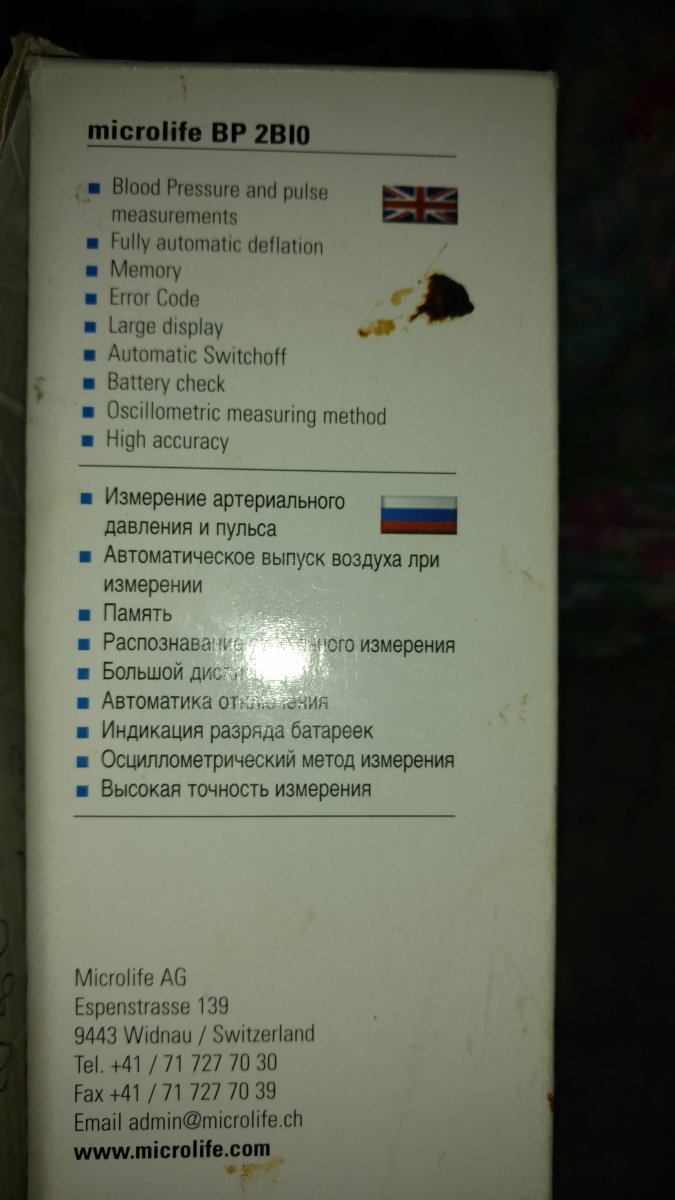 microlife BP 2BI0
Blood Pressure and pulse
measurements
Fully automatic deflation
Memory
Error Code
Large display
Automatic Switchoff
Battery check
Oscillometric measuring method
High accuracy
Измерение артериального
давления и пульса
Автоматическое выпуск воздуха лри
измерении
Память
Распознавание измерения
Большой
Автоматика отключения
Индикация разряда батареек
Осциллометрический метод измерения
Высокая точность измерения
Microlife AG
Espenstrasse 139
9443 Widnau / Switzerland
Tel. +41 / 71 727 70 30
Fax +41 / 71 727 70 39
Email admin@microlife.ch
www.microlife.com